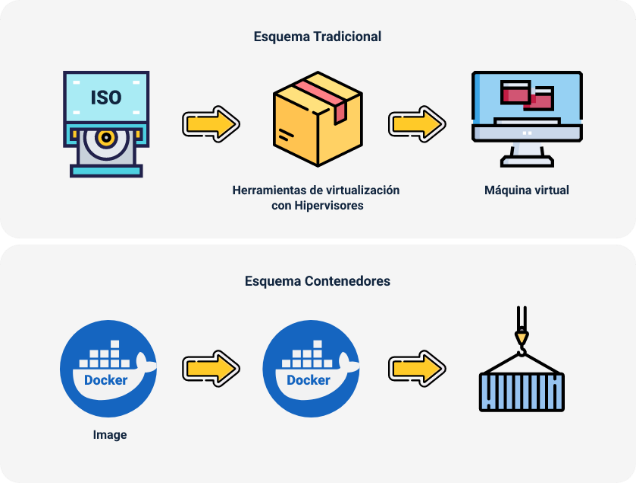 Esquema Tradicional
ISO
Herramientas de virtualización
con Hipervisores
Máquina virtual
Esquema Contenedores
Docker
Docker
Image